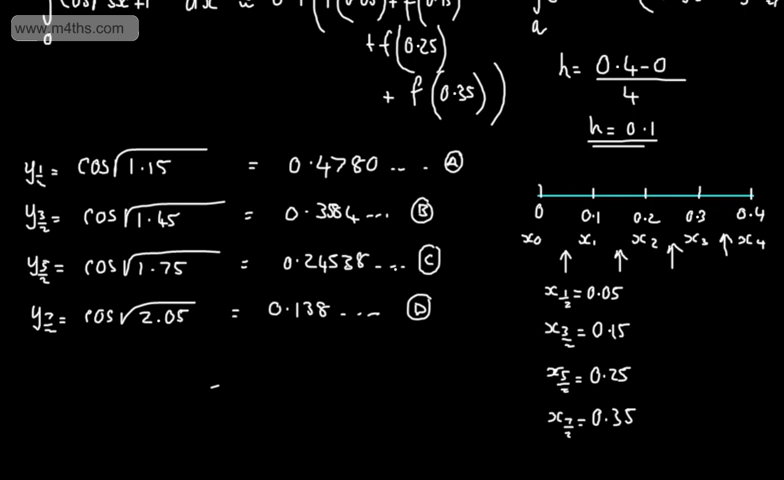 www.m4ths.com
+ f(0.25)
+ f(0.35))
h = 0.4-0
4
h = 0.1
y½ = cos√1.15 = 0.4780... . Ⓐ
y3/2 = cos√1.45 = 0.3584... Ⓑ
y5/2 = cos√1.75 = 0.24538... Ⓒ
y7/2 = cos√2.05 = 0.138.... Ⓓ
0 0.1 0.2 0.3 0.4
x₀ x₁ x₂ x₃ x₄
x½ = 0.05
x3/2 = 0.15
x5/2 = 0.25
x7/2 = 0.35